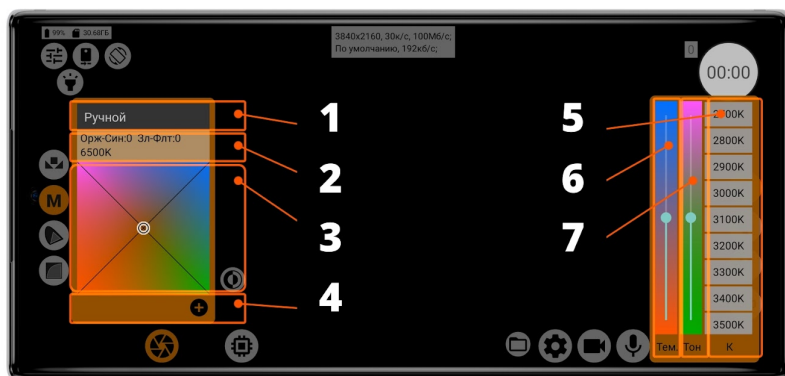 99% 30.68ГБ
3840x2160, 30к/с, 100Мб/с;
По умолчанию, 192кб/с;
0
00:00
Ручной
1
Орж-Син:0 Зл-Флт:0
6500K
2
3
4
M
5
6
7
2700K
2800K
2900K
3000K
3100K
3200K
3300K
3400K
3500K
Тем. Тон К